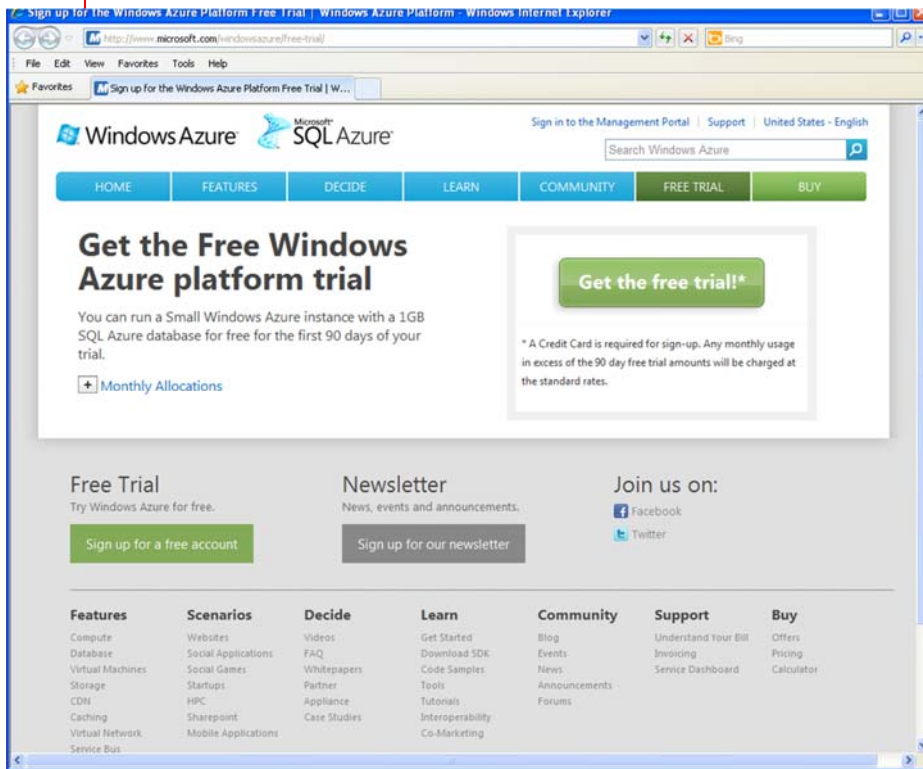 Sign up for the Windows Azure Platform Free Trial | Windows Azure Platform - Windows Internet Explorer
http://www.microsoft.com/windowsazure/free-trial/
Bing
File Edit View Favorites Tools Help
Favorites
Sign up for the Windows Azure Platform Free Trial | W...
Windows Azure
Microsoft SQL Azure
Sign in to the Management Portal | Support | United States - English
Search Windows Azure
HOME FEATURES DECIDE LEARN COMMUNITY FREE TRIAL BUY
Get the Free Windows
Azure platform trial
You can run a Small Windows Azure instance with a 1GB
SQL Azure database for free for the first 90 days of your
trial.
+ Monthly Allocations
Get the free trial!*
* A Credit Card is required for sign-up. Any monthly usage
in excess of the 90 day free trial amounts will be charged at
the standard rates.
Free Trial
Try Windows Azure for free.
Sign up for a free account
Newsletter
News, events and announcements.
Sign up for our newsletter
Join us on:
Facebook
Twitter
Features
Compute
Database
Virtual Machines
Storage
CDN
Caching
Virtual Network
Service Bus
Scenarios
Websites
Social Applications
Social Games
Startups
HPC
Sharepoint
Mobile Applications
Decide
Videos
FAQ
Whitepapers
Partner
Appliance
Case Studies
Learn
Get Started
Download SDK
Code Samples
Tools
Tutorials
Interoperability
Co-Marketing
Community
Blog
Events
News
Announcements
Forums
Support
Understand Your Bill
Invoicing
Service Dashboard
Buy
Offers
Pricing
Calculator